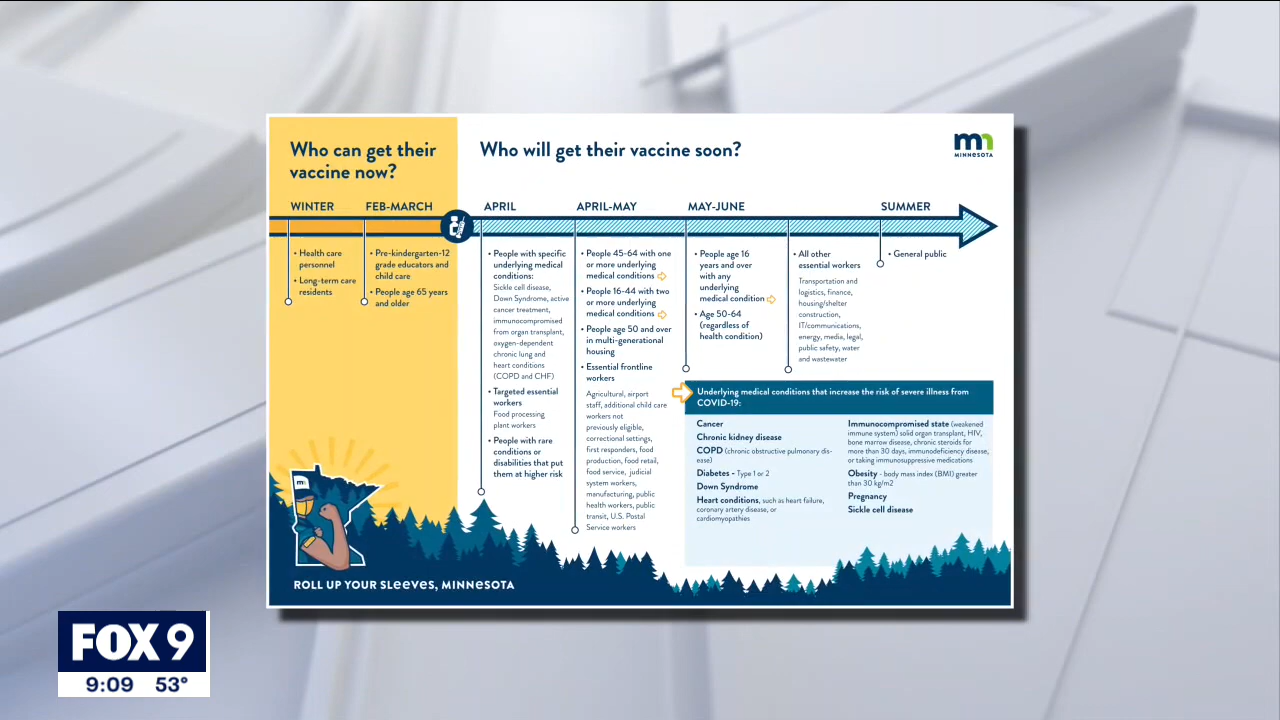 Who can get their
vaccine now?
Who will get their vaccine soon?
mn
MINNESOTA
WINTER
FEB-MARCH
APRIL
APRIL-MAY
MAY-JUNE
SUMMER
• Health care
personnel
• Long-term care
residents
• Pre-kindergarten-12
grade educators and
child care
• People age 65 years
and older
• People with specific
underlying medical
conditions:
Sickle cell disease,
Down Syndrome, active
cancer treatment,
immunocompromised
from organ transplant,
oxygen-dependent
chronic lung and
heart conditions
(COPD and CHF)
• Targeted essential
workers
Food processing
plant workers
• People with rare
conditions or
disabilities that put
them at higher risk
• People 45-64 with one
or more underlying
medical conditions
• People 16-44 with two
or more underlying
medical conditions
• People age 50 and over
in multi-generational
housing
• Essential frontline
workers
Agricultural, airport
staff, additional child care
workers not
previously eligible,
correctional settings,
first responders, food
production, food retail,
food service, judicial
system workers,
manufacturing, public
health workers, public
transit, U.S. Postal
Service workers
• People age 16
years and over
with any
underlying
medical condition
• Age 50-64
(regardless of
health condition)
• All other
essential workers
Transportation and
logistics, finance,
housing/shelter
construction,
IT/communications,
energy, media, legal,
public safety, water
and wastewater
• General public
Underlying medical conditions that increase the risk of severe illness from
COVID-19:
Cancer
Chronic kidney disease
COPD (chronic obstructive pulmonary dis-
ease)
Diabetes - Type 1 or 2
Down Syndrome
Heart conditions, such as heart failure,
coronary artery disease, or
cardiomyopathies
Immunocompromised state (weakened
immune system) solid organ transplant, HIV,
bone marrow disease, chronic steroids for
more than 30 days, immunodeficiency disease,
or taking immunosuppressive medications
Obesity - body mass index (BMI) greater
than 30 kg/m2
Pregnancy
Sickle cell disease
mn
ROLL UP YOUR SLEEVES, MINNESOTA
FOX 9
9:09 53°